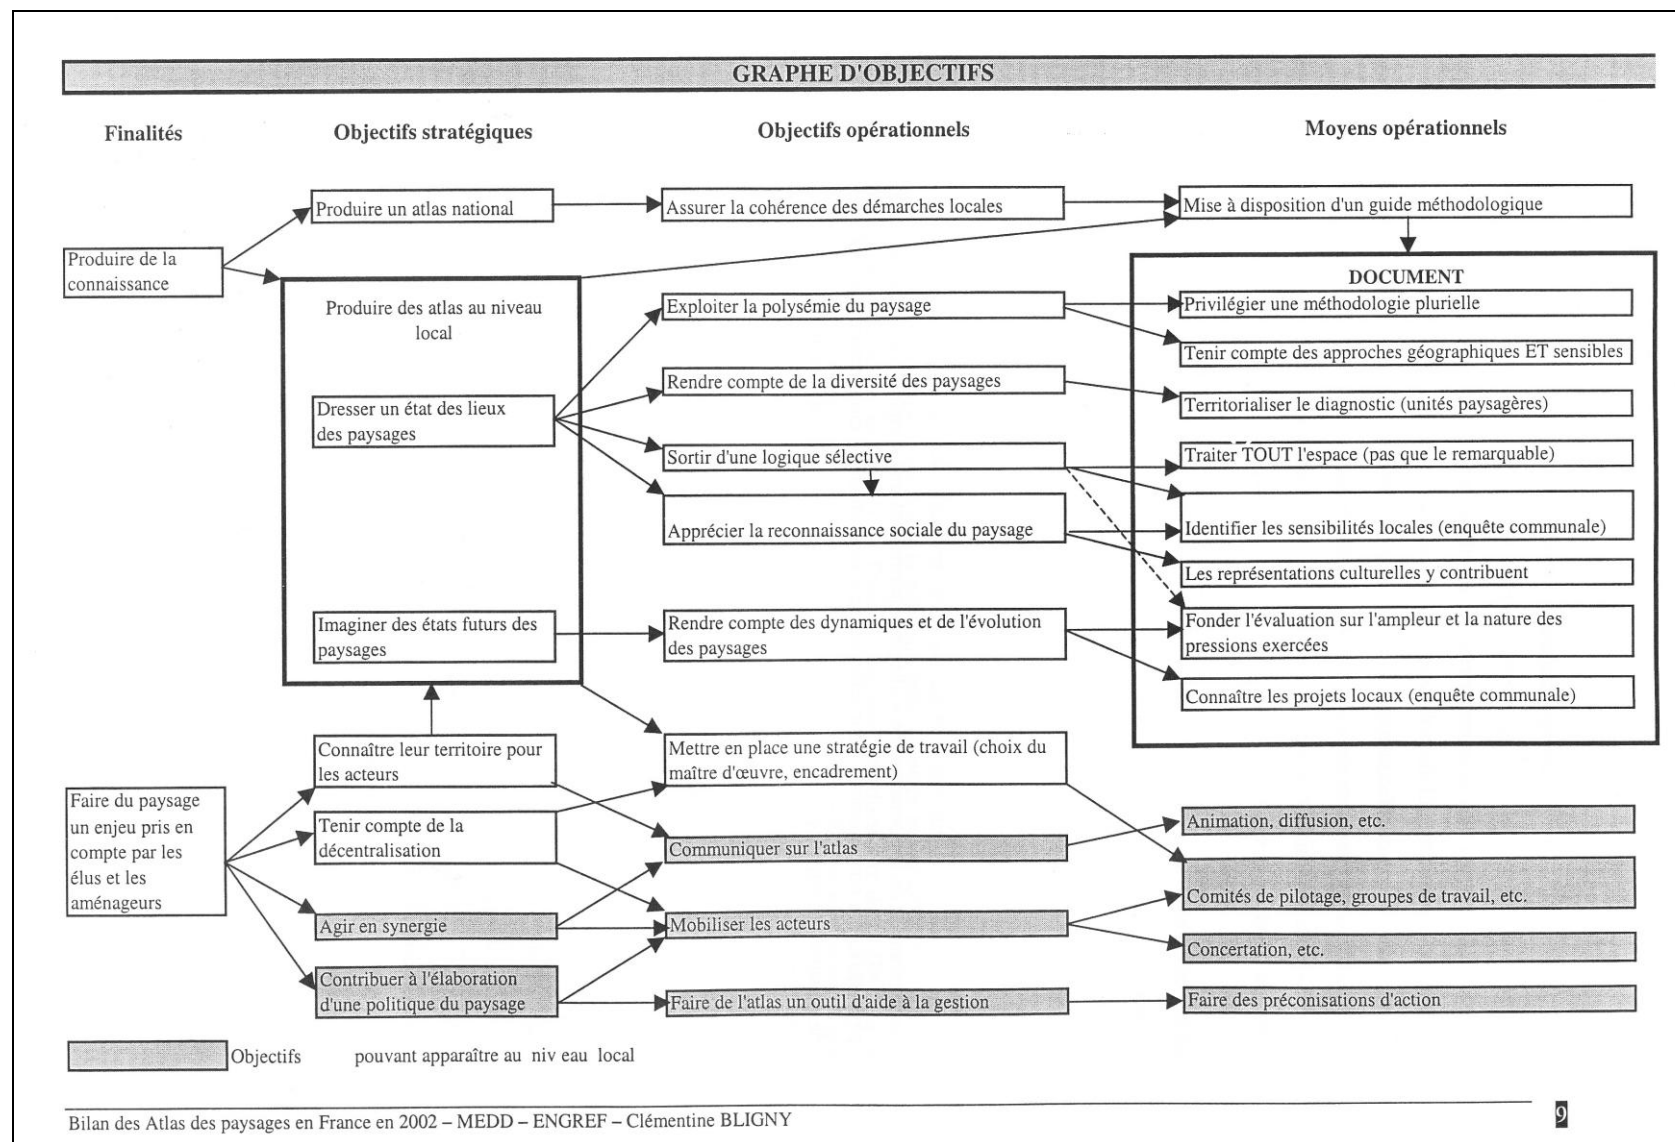 GRAPHE D'OBJECTIFS
Finalités
Objectifs stratégiques
Objectifs opérationnels
Moyens opérationnels
Produire de la
connaissance
Produire un atlas national
Assurer la cohérence des démarches locales
Mise à disposition d'un guide méthodologique
Produire des atlas au niveau
local
Dresser un état des lieux
des paysages
Imaginer des états futurs des
paysages
Exploiter la polysémie du paysage
Rendre compte de la diversité des paysages
Sortir d'une logique sélective
Apprécier la reconnaissance sociale du paysage
Rendre compte des dynamiques et de l'évolution
des paysages
DOCUMENT
Privilégier une méthodologie plurielle
Tenir compte des approches géographiques ET sensibles
Territorialiser le diagnostic (unités paysagères)
Traiter TOUT l'espace (pas que le remarquable)
Identifier les sensibilités locales (enquête communale)
Les représentations culturelles y contribuent
Fonder l'évaluation sur l'ampleur et la nature des
pressions exercées
Connaître les projets locaux (enquête communale)
Faire du paysage
un enjeu pris en
compte par les
élus et les
aménageurs
Connaître leur territoire pour
les acteurs
Tenir compte de la
décentralisation
Agir en synergie
Contribuer à l'élaboration
d'une politique du paysage
Mettre en place une stratégie de travail (choix du
maître d'œuvre, encadrement)
Communiquer sur l'atlas
Mobiliser les acteurs
Faire de l'atlas un outil d'aide à la gestion
Animation, diffusion, etc.
Comités de pilotage, groupes de travail, etc.
Concertation, etc.
Faire des préconisations d'action
Objectifs pouvant apparaître au niv eau local
Bilan des Atlas des paysages en France en 2002 – MEDD – ENGREF – Clémentine BLIGNY
9